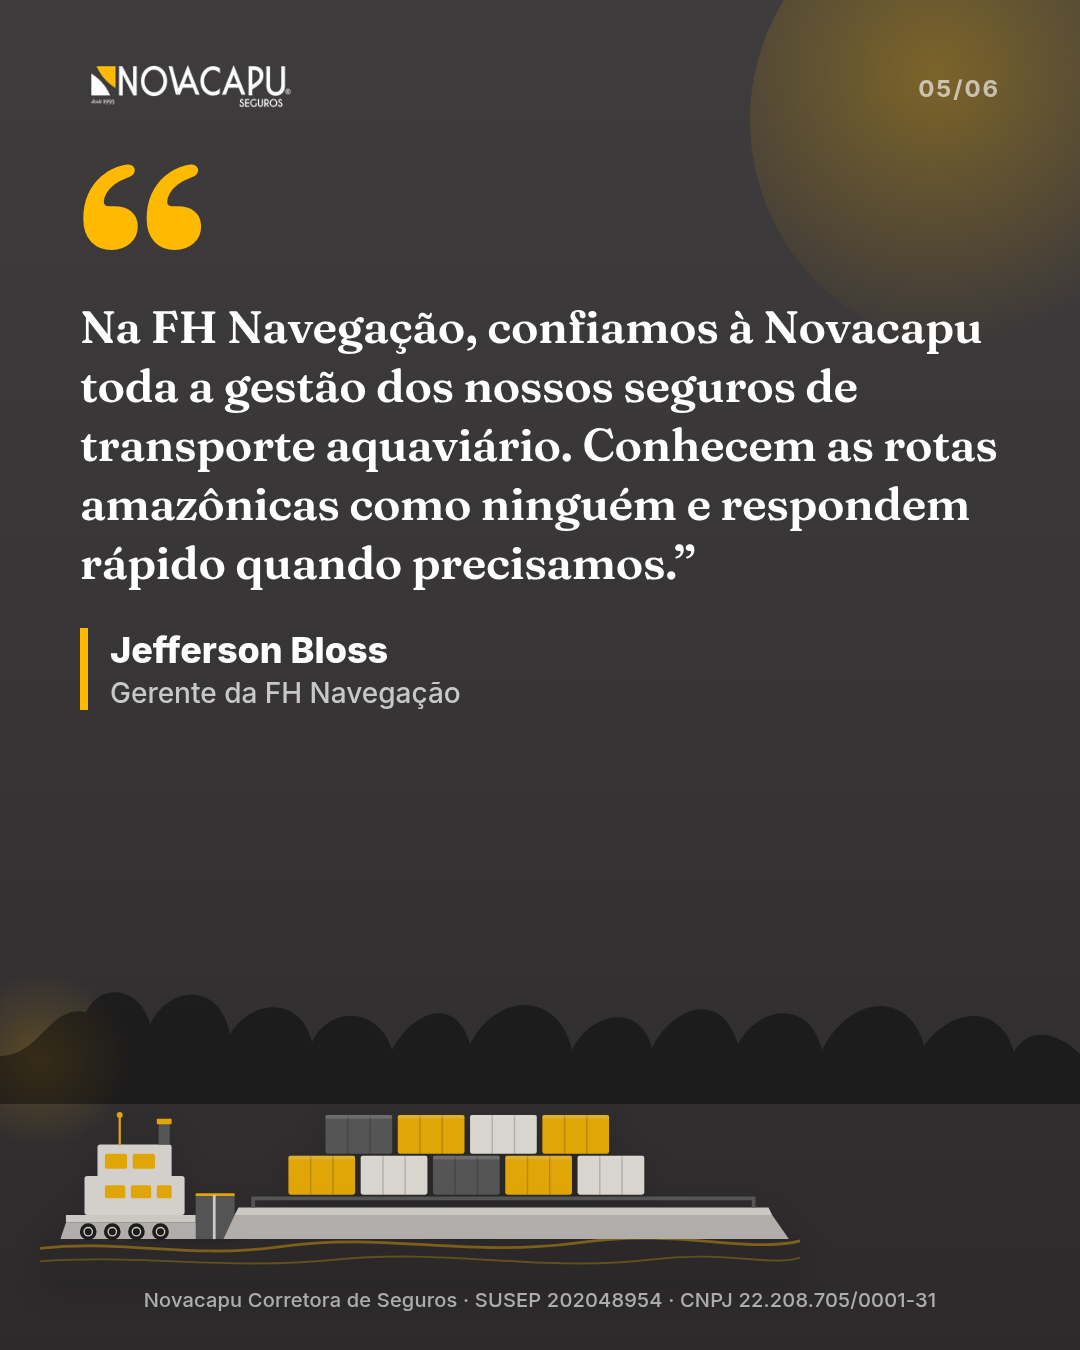 NOVACAPU®
desde 1995
SEGUROS
05/06
“
Na FH Navegação, confiamos à Novacapu
toda a gestão dos nossos seguros de
transporte aquaviário. Conhecem as rotas
amazônicas como ninguém e respondem
rápido quando precisamos.”
Jefferson Bloss
Gerente da FH Navegação
Novacapu Corretora de Seguros · SUSEP 202048954 · CNPJ 22.208.705/0001-31